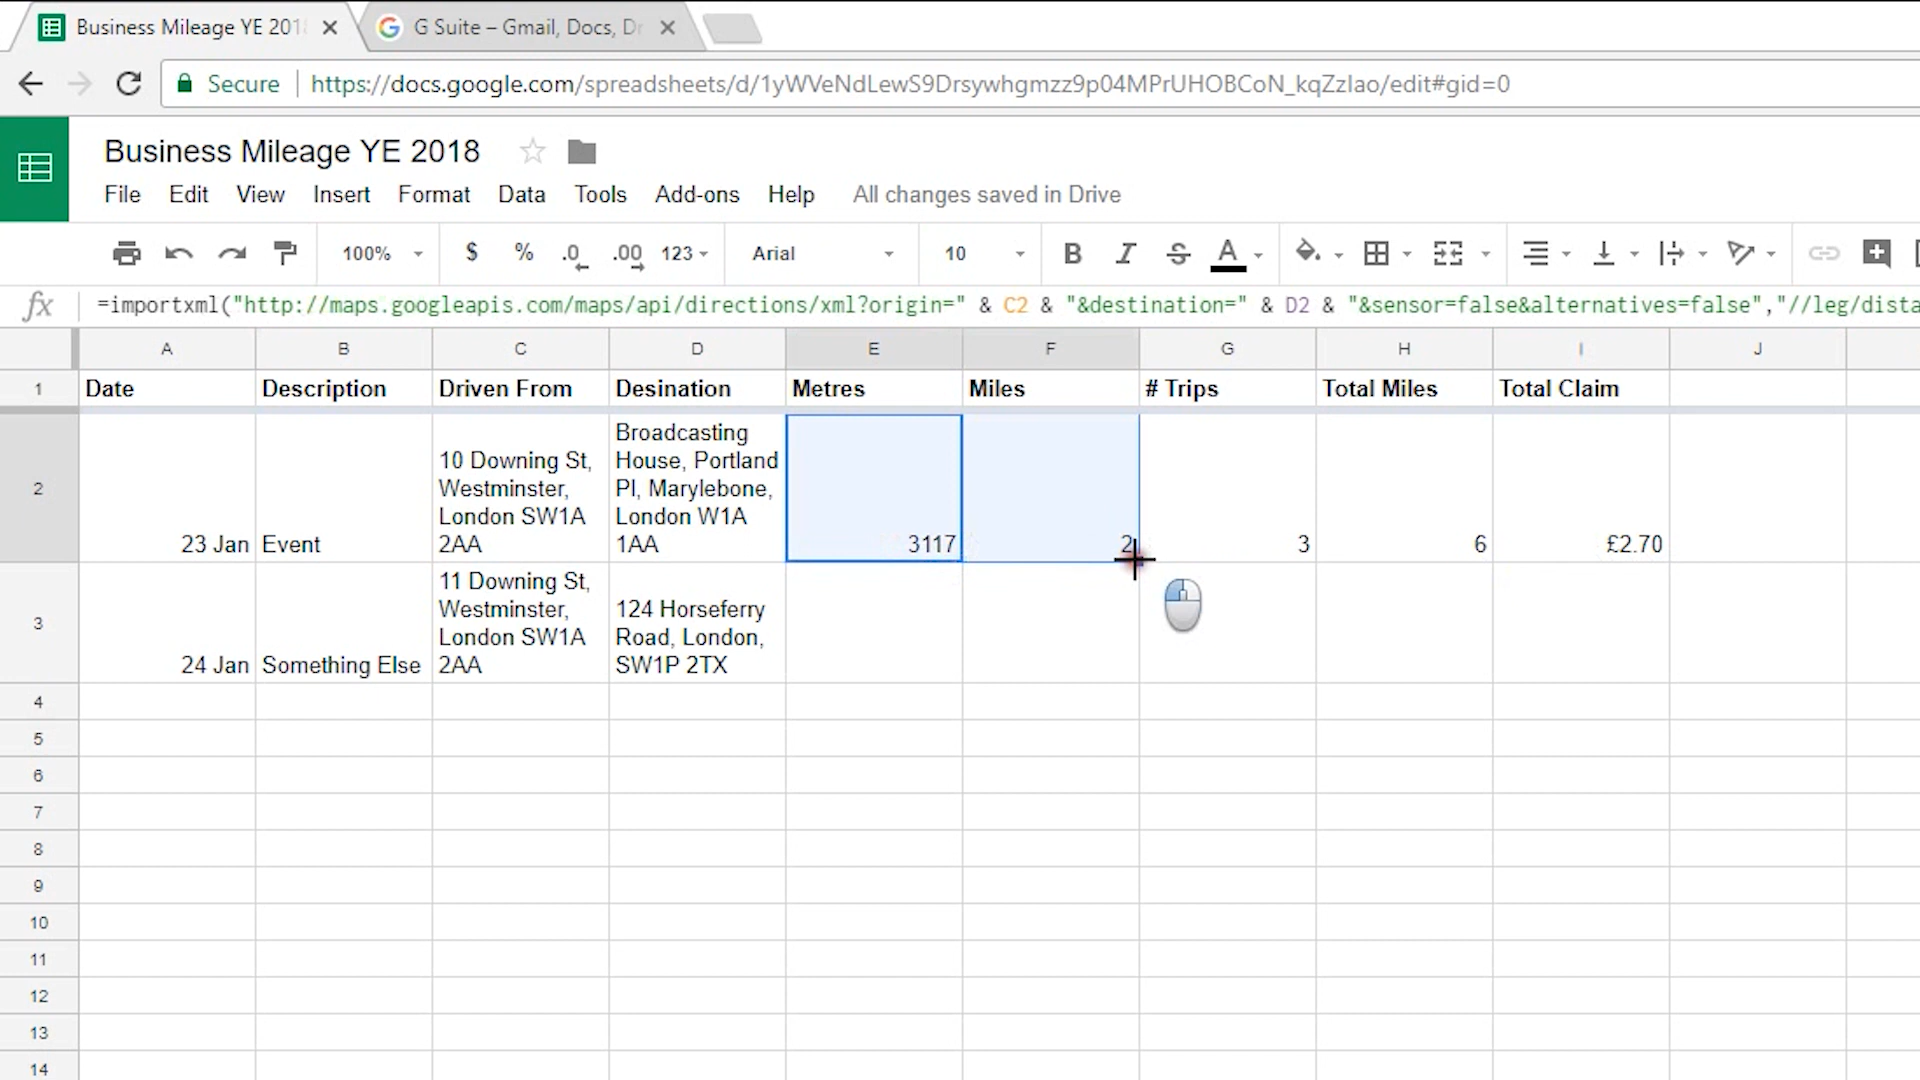 Business Mileage YE 201
G Suite – Gmail, Docs, Dr
Secure
https://docs.google.com/spreadsheets/d/1yWVeNdLewS9Drsywhgmzz9p04MPrUHOBCoN_kqZzIao/edit#gid=0
Business Mileage YE 2018
File Edit View Insert Format Data Tools Add-ons Help All changes saved in Drive
100% $ % .0 .00 123 Arial 10 B I S A
fx =importxml("http://maps.googleapis.com/maps/api/directions/xml?origin=" & C2 & "&destination=" & D2 & "&sensor=false&alternatives=false","//leg/dista
A B C D E F G H I J
1 Date Description Driven From Desination Metres Miles # Trips Total Miles Total Claim
2
23 Jan
Event
10 Downing St,
Westminster,
London SW1A
2AA
Broadcasting
House, Portland
Pl, Marylebone,
London W1A
1AA
3117
2
3
6
£2.70
3
24 Jan
Something Else
11 Downing St,
Westminster,
London SW1A
2AA
124 Horseferry
Road, London,
SW1P 2TX
4
5
6
7
8
9
10
11
12
13
14